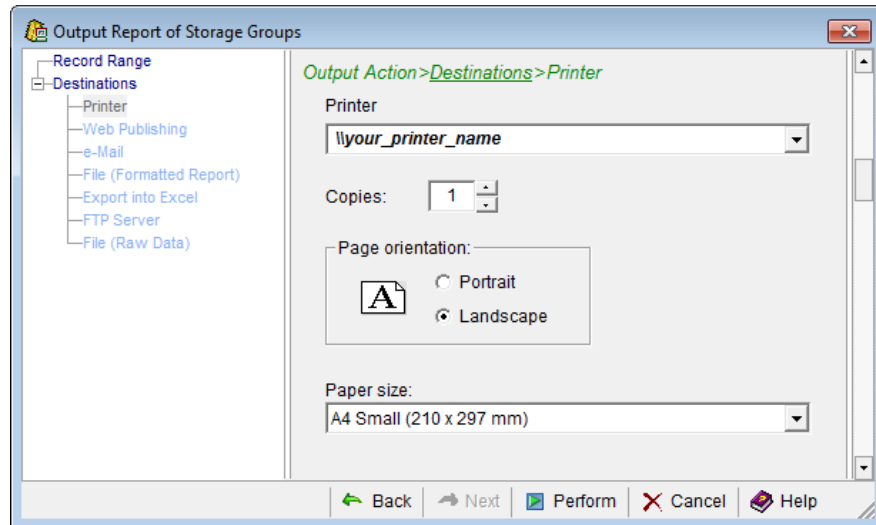 Output Report of Storage Groups
Record Range
Destinations
Printer
Web Publishing
e-Mail
File (Formatted Report)
Export into Excel
FTP Server
File (Raw Data)
Output Action>Destinations>Printer
Printer
\\your_printer_name
Copies: 1
Page orientation:
A
Portrait
Landscape
Paper size:
A4 Small (210 x 297 mm)
Back Next Perform Cancel Help